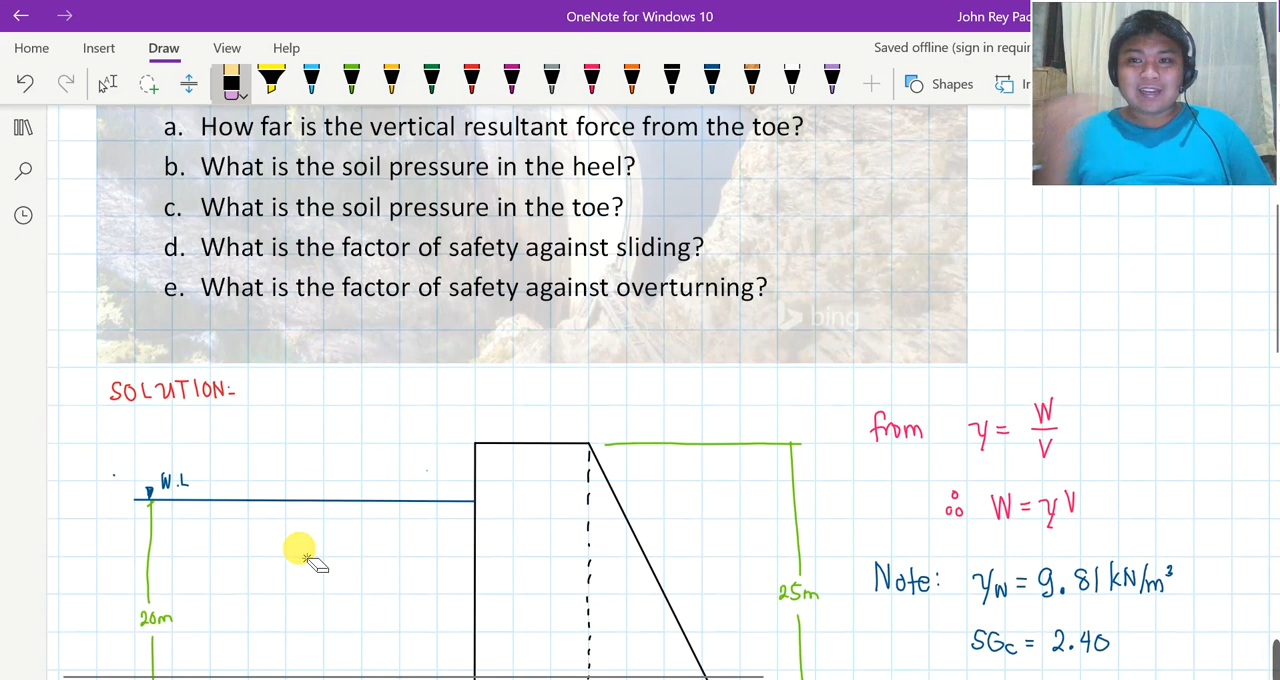 OneNote for Windows 10
John Rey Pac
Home Insert Draw View Help
Saved offline (sign in requir
Shapes
In
a. How far is the vertical resultant force from the toe?
b. What is the soil pressure in the heel?
c. What is the soil pressure in the toe?
d. What is the factor of safety against sliding?
e. What is the factor of safety against overturning?
bing
SOLUTION:
from γ = W/V
W.L
∴ W = γV
Note: γw = 9.81 kN/m³
25m
20m
SGc = 2.40